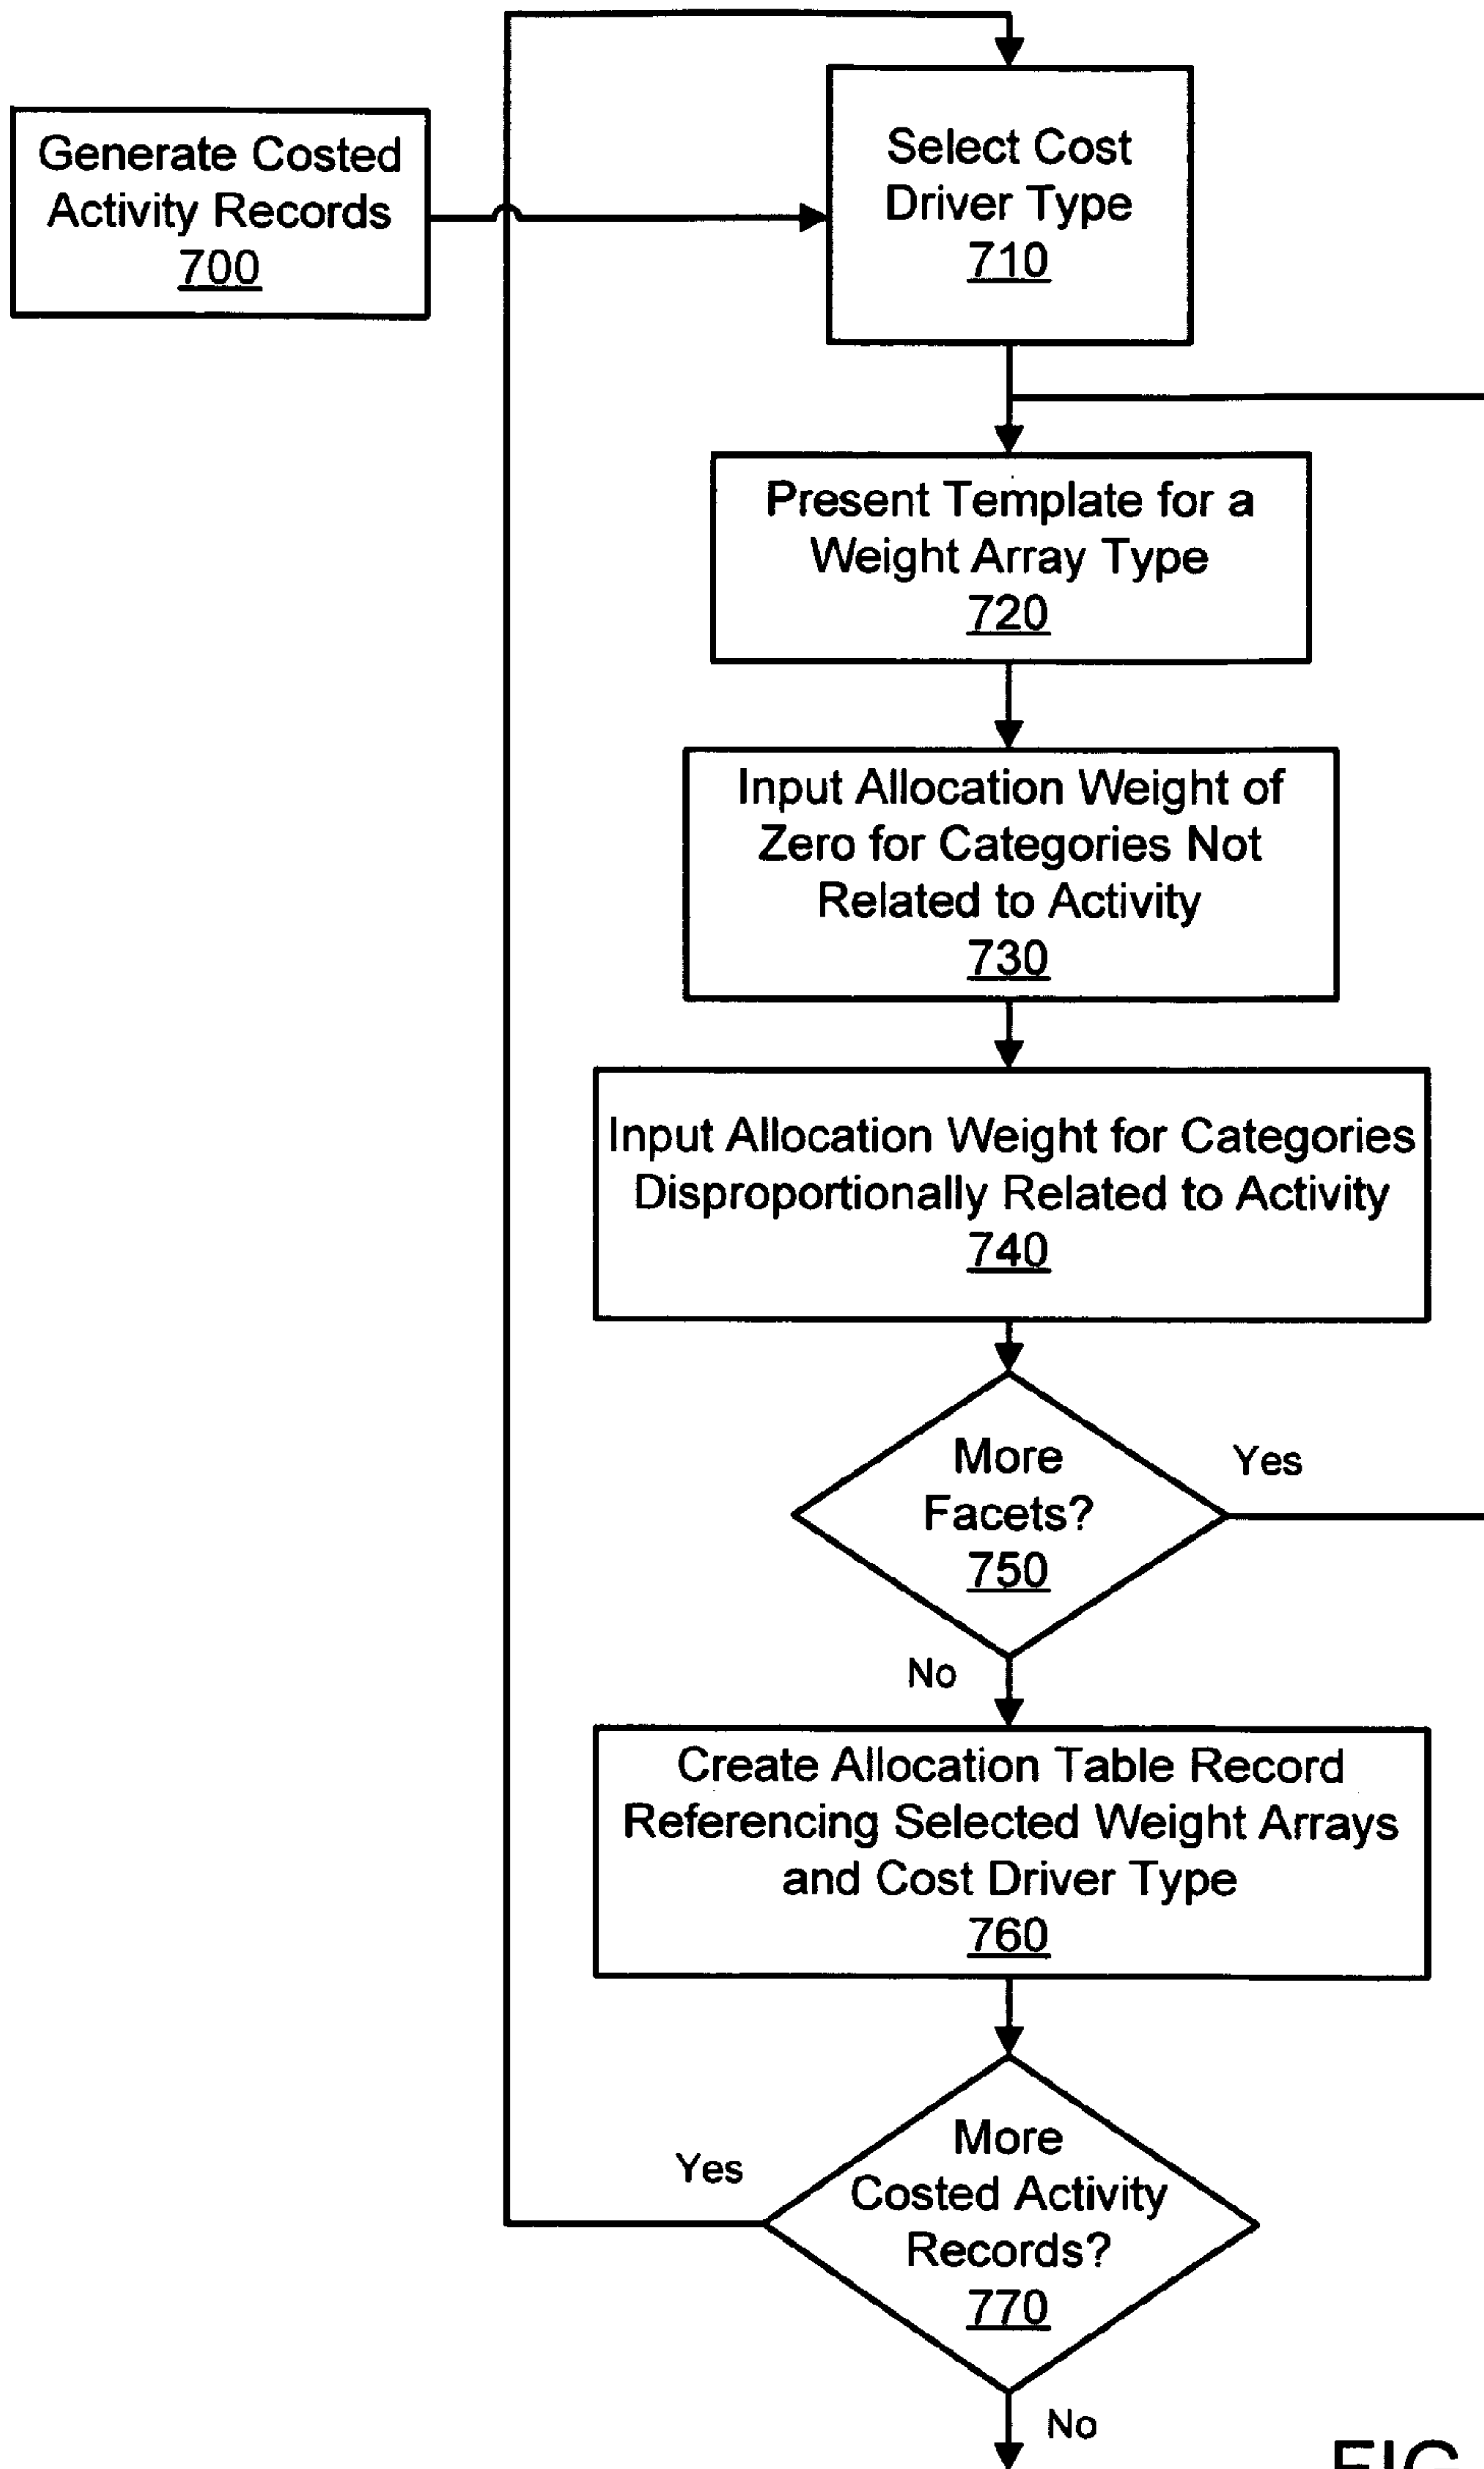 Generate Costed
Activity Records
700
Select Cost
Driver Type
710
Present Template for a
Weight Array Type
720
Input Allocation Weight of
Zero for Categories Not
Related to Activity
730
Input Allocation Weight for Categories
Disproportionally Related to Activity
740
More
Facets?
750
Yes
No
Create Allocation Table Record
Referencing Selected Weight Arrays
and Cost Driver Type
760
More
Costed Activity
Records?
770
Yes
No
FIG